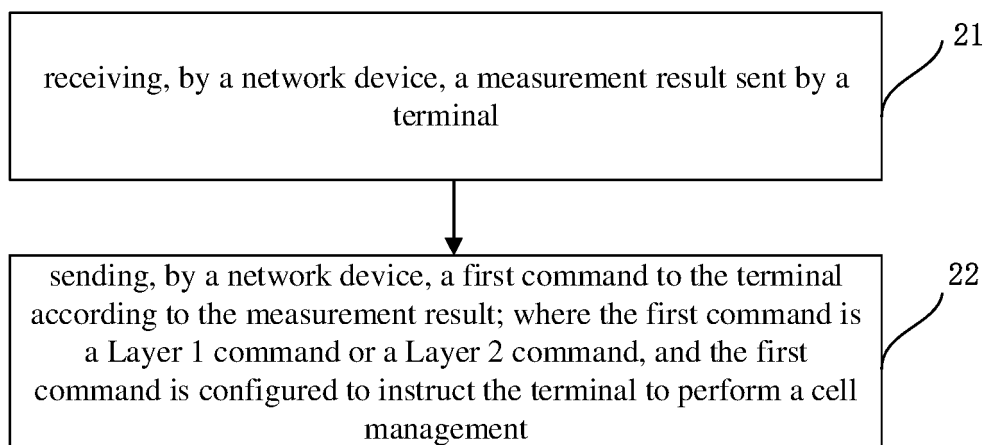 receiving, by a network device, a measurement result sent by a
terminal
21
sending, by a network device, a first command to the terminal
according to the measurement result; where the first command is
a Layer 1 command or a Layer 2 command, and the first
command is configured to instruct the terminal to perform a cell
management
22